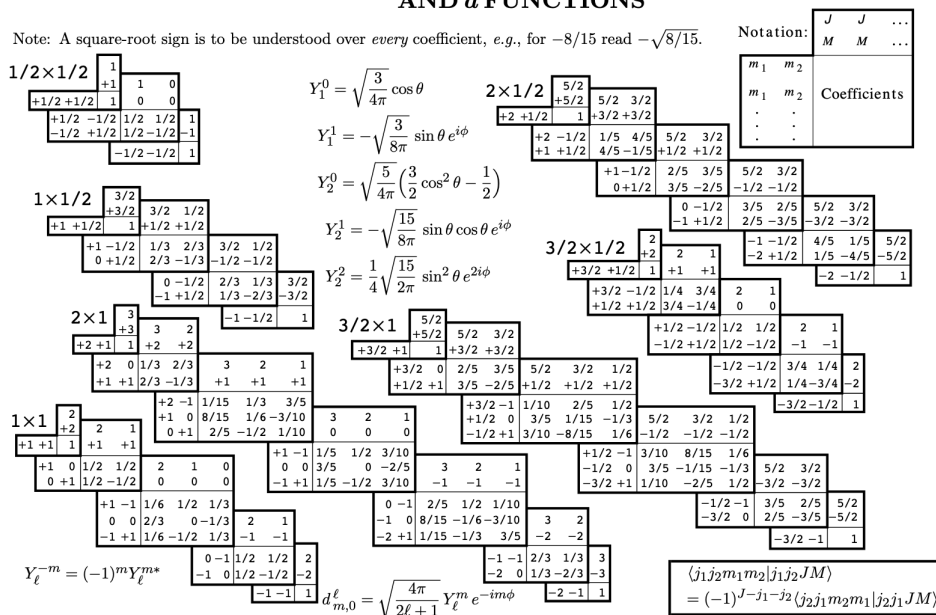 AND d FUNCTIONS
Note: A square-root sign is to be understood over every coefficient, e.g., for −8/15 read −√8/15.
Notation:
J J ...
M M ...
m₁ m₂
m₁ m₂ Coefficients
. .
. .
. .
1/2×1/2
1
+1 1 0
+1/2 +1/2 1 0 0
+1/2 −1/2 1/2 1/2 1
−1/2 +1/2 1/2 −1/2 −1
−1/2 −1/2 1
Y₁⁰ = √(3/4π) cos θ
Y₁¹ = −√(3/8π) sin θ e^{iϕ}
Y₂⁰ = √(5/4π) (3/2 cos² θ − 1/2)
Y₂¹ = −√(15/8π) sin θ cos θ e^{iϕ}
Y₂² = 1/4 √(15/2π) sin² θ e^{2iϕ}
2×1/2
5/2
+5/2 5/2 3/2
+2 +1/2 1 +3/2 +3/2
+2 −1/2 1/5 4/5 5/2 3/2
+1 +1/2 4/5 −1/5 +1/2 +1/2
+1 −1/2 2/5 3/5 5/2 3/2
0 +1/2 3/5 −2/5 −1/2 −1/2
0 −1/2 3/5 2/5 5/2 3/2
−1 +1/2 2/5 −3/5 −3/2 −3/2
−1 −1/2 4/5 1/5 5/2
−2 +1/2 1/5 −4/5 −5/2
−2 −1/2 1
1×1/2
3/2
+3/2 3/2 1/2
+1 +1/2 1 +1/2 +1/2
+1 −1/2 1/3 2/3 3/2 1/2
0 +1/2 2/3 −1/3 −1/2 −1/2
0 −1/2 2/3 1/3 3/2
−1 +1/2 1/3 −2/3 −3/2
−1 −1/2 1
3/2×1/2
2
+2 2 1
+3/2 +1/2 1 +1 +1
+3/2 −1/2 1/4 3/4 2 1
+1/2 +1/2 3/4 −1/4 0 0
+1/2 −1/2 1/2 1/2 2 1
−1/2 +1/2 1/2 −1/2 −1 −1
−1/2 −1/2 3/4 1/4 2
−3/2 +1/2 1/4 −3/4 −2
−3/2 −1/2 1
2×1
3
+3 3 2
+2 +1 1 +2 +2
+2 0 1/3 2/3 3 2 1
+1 +1 2/3 −1/3 +1 +1 +1
+2 −1 1/15 1/3 3/5
+1 0 8/15 1/6 −3/10 3 2 1
0 +1 2/5 −1/2 1/10 0 0 0
+1 −1 1/5 1/2 3/10
0 0 3/5 0 −2/5 3 2 1
−1 +1 1/5 −1/2 3/10 −1 −1 −1
0 −1 2/5 1/2 1/10
−1 0 8/15 −1/6 −3/10 3 2
−2 +1 1/15 −1/3 3/5 −2 −2
−1 −1 2/3 1/3 3
−2 0 1/3 −2/3 −3
−2 −1 1
3/2×1
5/2
+5/2 5/2 3/2
+3/2 +1 1 +3/2 +3/2
+3/2 0 2/5 3/5 5/2 3/2 1/2
+1/2 +1 3/5 −2/5 +1/2 +1/2 +1/2
+3/2 −1 1/10 2/5 1/2
+1/2 0 3/5 1/15 −1/3 5/2 3/2 1/2
−1/2 +1 3/10 −8/15 1/6 −1/2 −1/2 −1/2
+1/2 −1 3/10 8/15 1/6
−1/2 0 3/5 −1/15 −1/3 5/2 3/2
−3/2 +1 1/10 −2/5 1/2 −3/2 −3/2
−1/2 −1 3/5 2/5 5/2
−3/2 0 2/5 −3/5 −5/2
−3/2 −1 1
1×1
2
+2 2 1
+1 +1 1 +1 +1
+1 0 1/2 1/2 2 1 0
0 +1 1/2 −1/2 0 0 0
+1 −1 1/6 1/2 1/3
0 0 2/3 0 −1/3 2 1
−1 +1 1/6 −1/2 1/3 −1 −1
0 −1 1/2 1/2 2
−1 0 1/2 −1/2 −2
−1 −1 1
Y_ℓ^{−m} = (−1)^m Y_ℓ^{m*}
d^ℓ_{m,0} = √(4π/(2ℓ + 1)) Y_ℓ^m e^{−imϕ}
⟨j₁j₂m₁m₂|j₁j₂JM⟩
= (−1)^{J−j₁−j₂}⟨j₂j₁m₂m₁|j₂j₁JM⟩